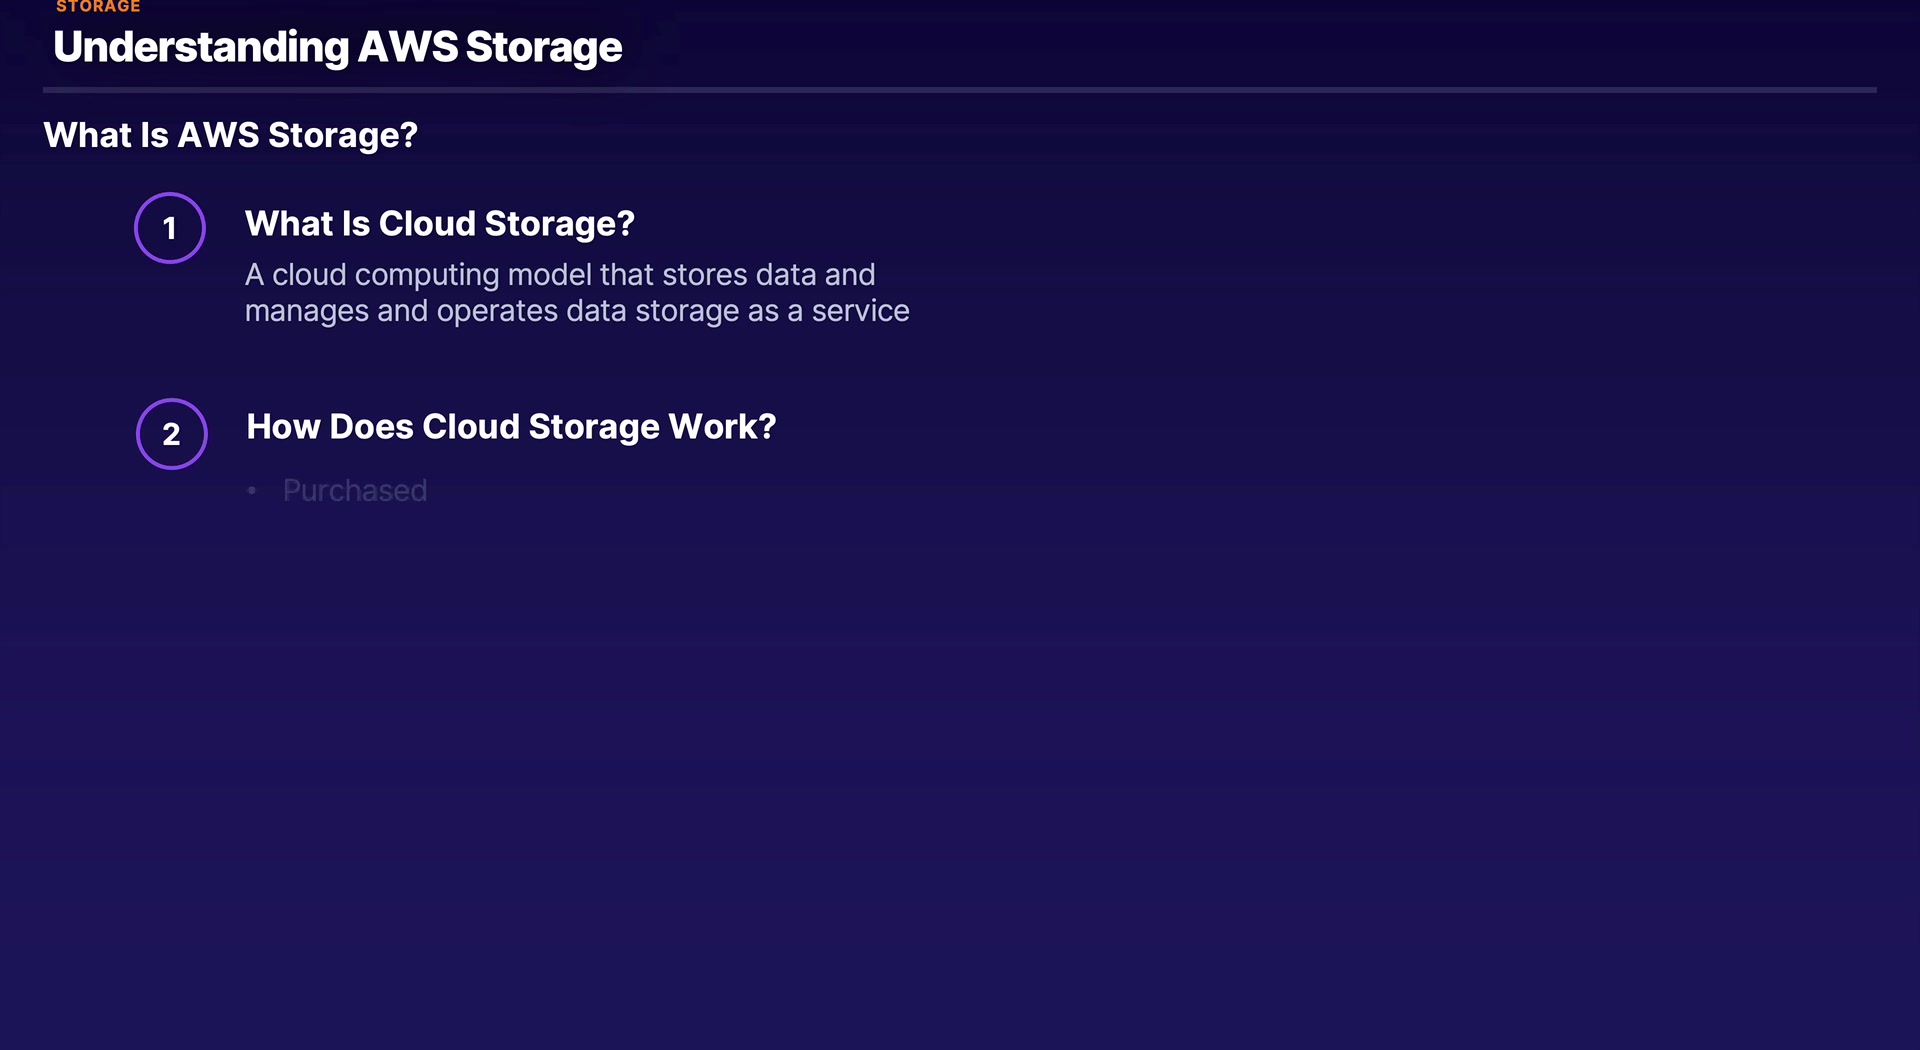 STORAGE
Understanding AWS Storage
What Is AWS Storage?
1
What Is Cloud Storage?
A cloud computing model that stores data and
manages and operates data storage as a service
2
How Does Cloud Storage Work?
• Purchased